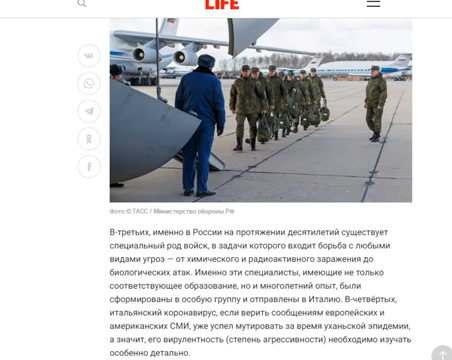 LIFE
Фото © ТАСС / Министерство обороны РФ
В-третьих, именно в России на протяжении десятилетий существует
специальный род войск, в задачи которого входит борьба с любыми
видами угроз — от химического и радиоактивного заражения до
биологических атак. Именно эти специалисты, имеющие не только
соответствующее образование, но и многолетний опыт, были
сформированы в особую группу и отправлены в Италию. В-четвёртых,
итальянский коронавирус, если верить сообщениям европейских и
американских СМИ, уже успел мутировать за время уханьской эпидемии,
а значит, его вирулентность (степень агрессивности) необходимо изучать
особенно детально.